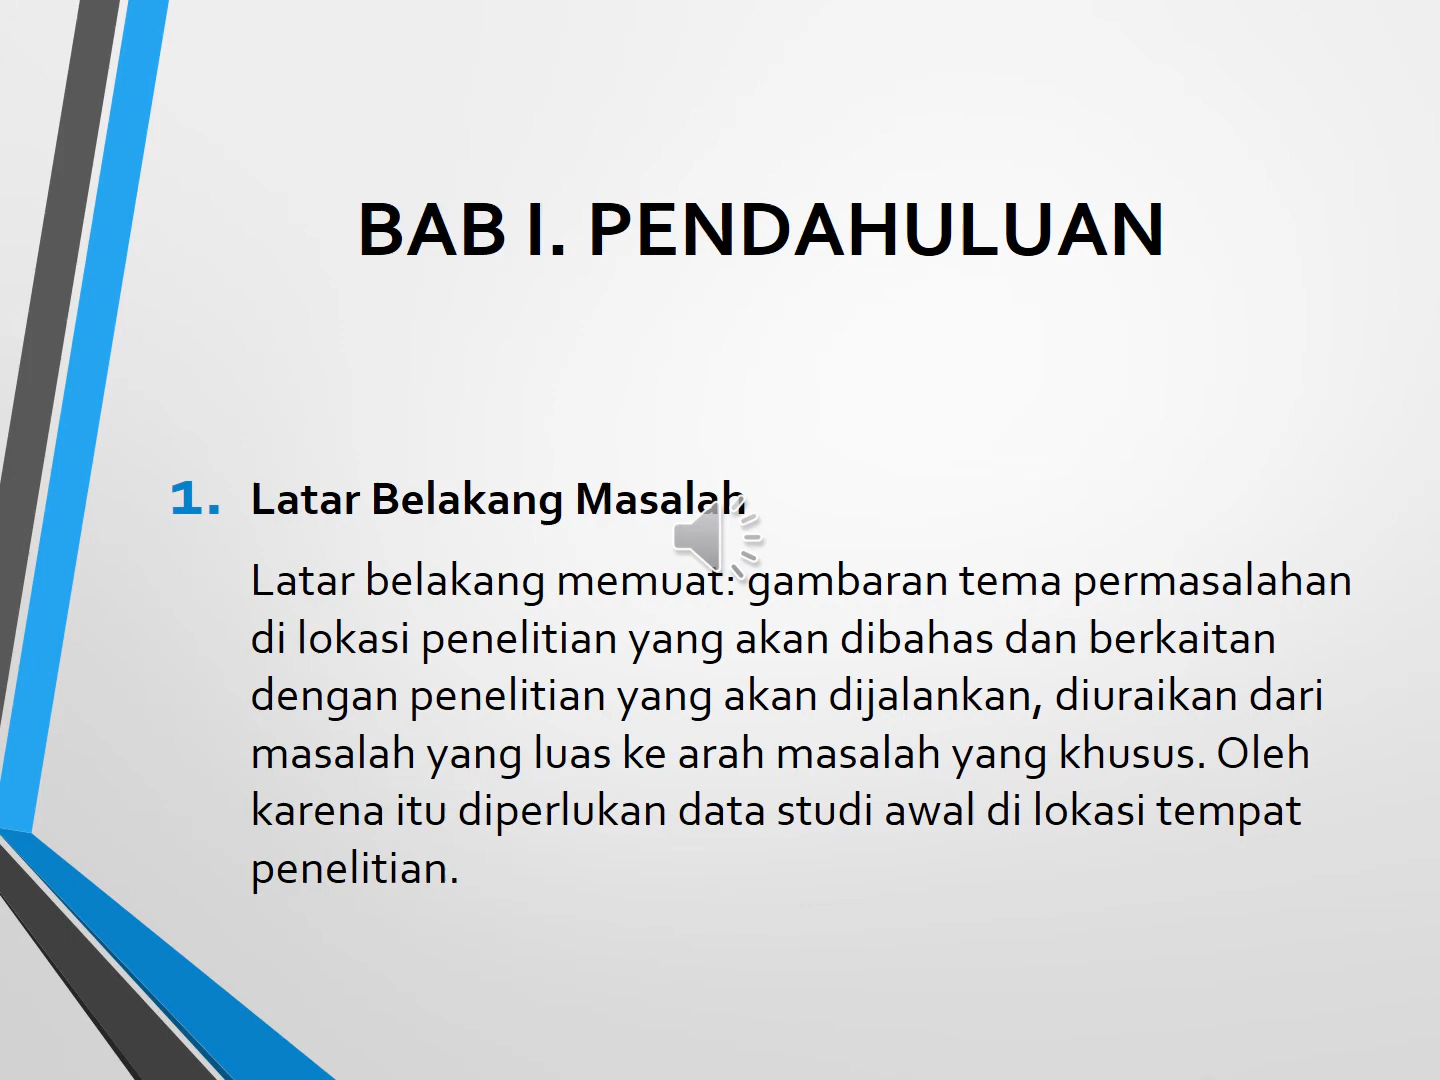 BAB I. PENDAHULUAN
1. Latar Belakang Masalah
Latar belakang memuat: gambaran tema permasalahan
di lokasi penelitian yang akan dibahas dan berkaitan
dengan penelitian yang akan dijalankan, diuraikan dari
masalah yang luas ke arah masalah yang khusus. Oleh
karena itu diperlukan data studi awal di lokasi tempat
penelitian.